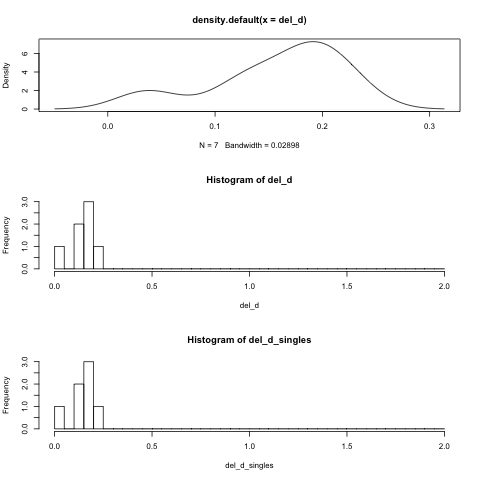 density.default(x = del_d)
Density
0 2 4 6
0.0 0.1 0.2 0.3
N = 7 Bandwidth = 0.02898
Histogram of del_d
Frequency
0.0 1.0 2.0 3.0
0.0 0.5 1.0 1.5 2.0
del_d
Histogram of del_d_singles
Frequency
0.0 1.0 2.0 3.0
0.0 0.5 1.0 1.5 2.0
del_d_singles